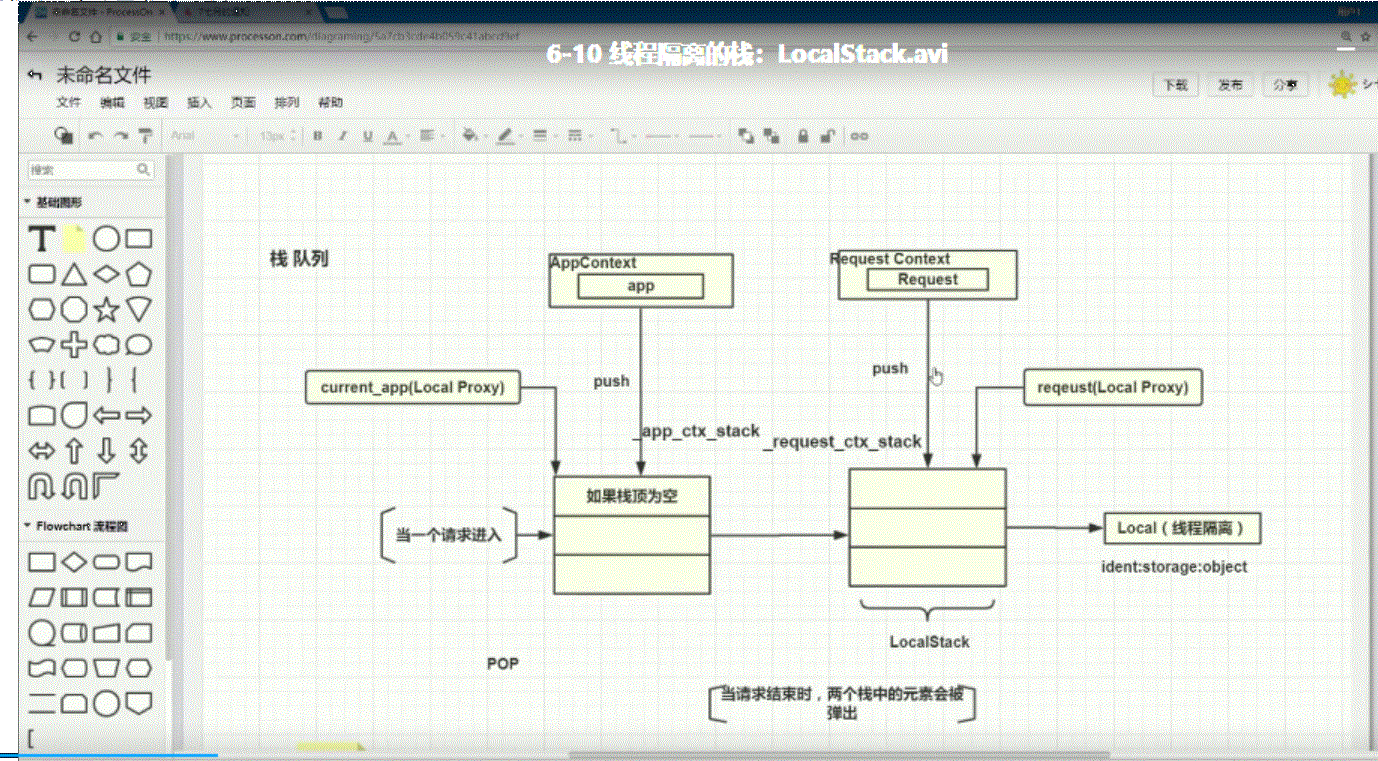 未命名文件 - ProcessOn
安全 https://www.processon.com/diagraming/
6-10 线程隔离的栈：LocalStack.avi
未命名文件
下载 发布 分享
文件 编辑 视图 插入 页面 排列 帮助
Arial 13px B I U A
搜索
基础图形
T
栈 队列
AppContext
app
Request Context
Request
push
push
current_app(Local Proxy)
reqeust(Local Proxy)
_app_ctx_stack
_request_ctx_stack
如果栈顶为空
当一个请求进入
Local（线程隔离）
ident:storage:object
Flowchart 流程图
LocalStack
POP
当请求结束时，两个栈中的元素会被
弹出